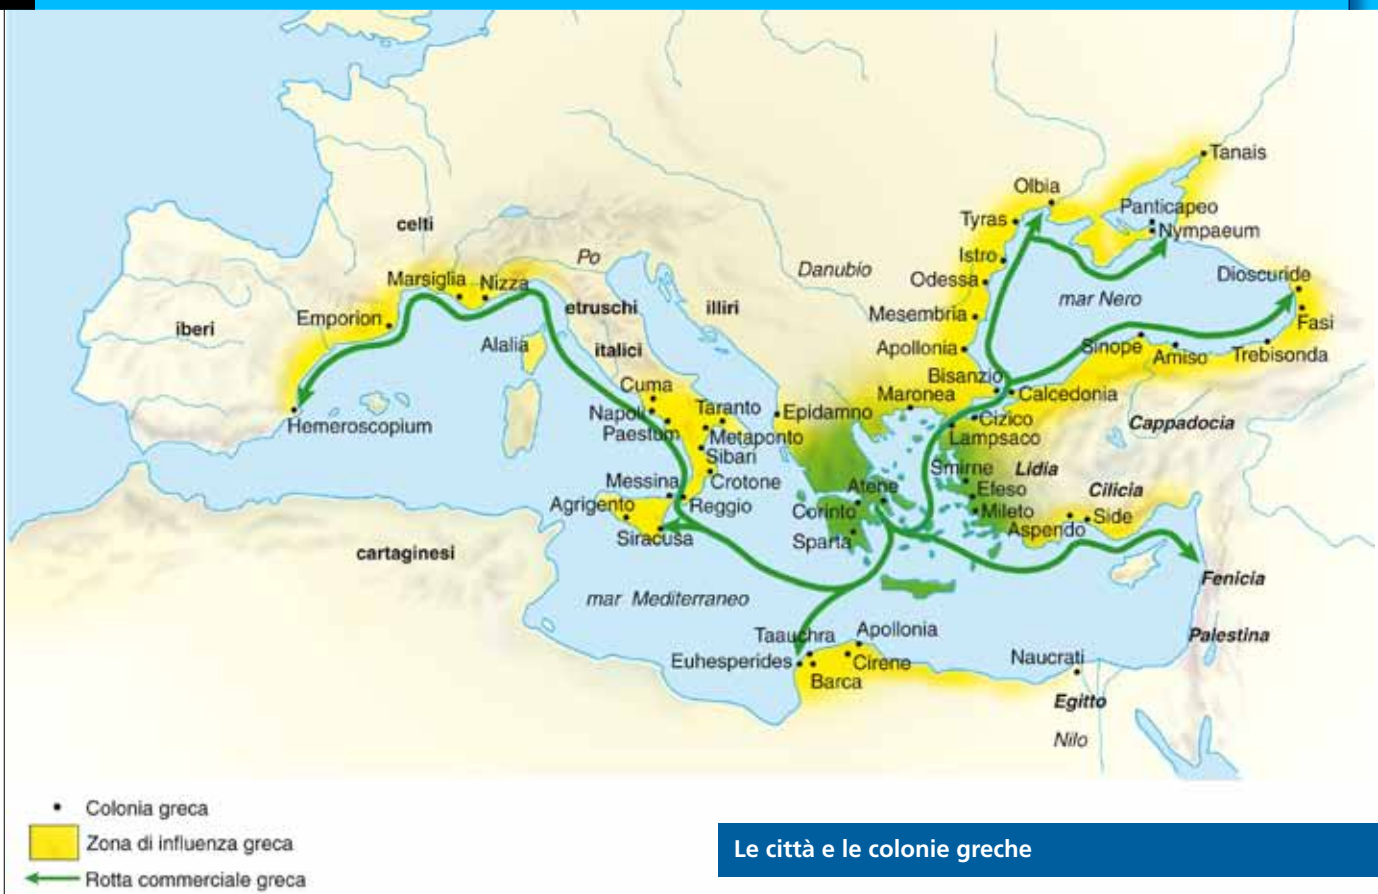 Tanais
Olbia
Panticapeo
Tyras
Nympaeum
celti
Po
Istro
Danubio
Dioscuride
Marsiglia
Nizza
Odessa
mar Nero
etruschi
illiri
Emporion
iberi
Mesembria
Fasi
Alalia
italici
Apollonia
Sinope
Amiso
Trebisonda
Cuma
Bisanzio
Maronea
Calcedonia
Napoli
Taranto
Epidamno
Cizico
Cappadocia
Hemeroscopium
Paestum
Metaponto
Lampsaco
Sibari
Smirne
Lidia
Messina
Crotone
Atene
Efeso
Cilicia
Agrigento
Reggio
Corinto
Mileto
Side
Aspendo
Siracusa
Sparta
cartaginesi
Fenicia
mar Mediterraneo
Taauchra
Apollonia
Palestina
Euhesperides
Cirene
Naucrati
Barca
Egitto
Nilo
Colonia greca
Zona di influenza greca
Rotta commerciale greca
Le città e le colonie greche